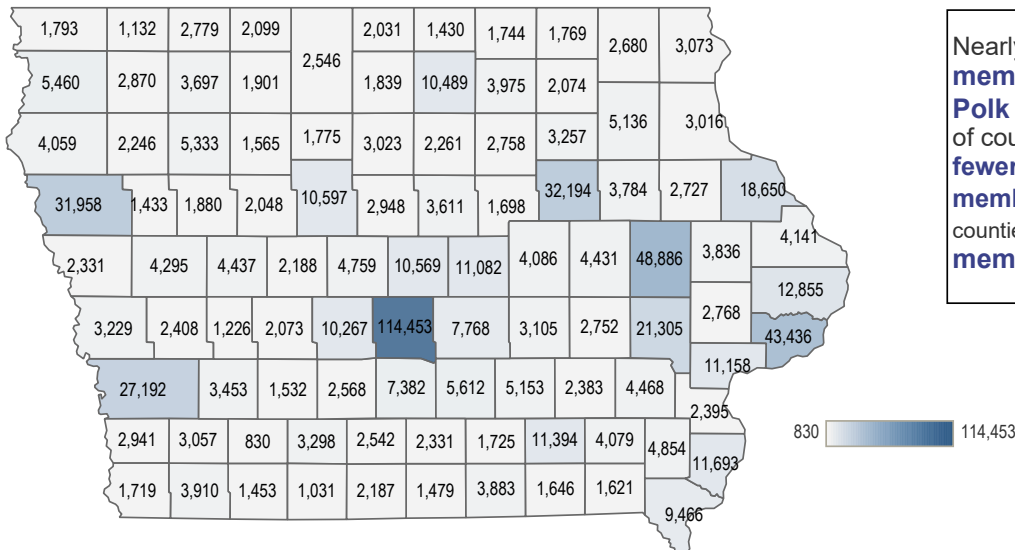 1,793 1,132 2,779 2,099 2,546 2,031 1,430 1,744 1,769 2,680 3,073
5,460 2,870 3,697 1,901 1,839 10,489 3,975 2,074
5,136 3,016
4,059 2,246 5,333 1,565 1,775 3,023 2,261 2,758 3,257
31,958 1,433 1,880 2,048 10,597 2,948 3,611 1,698 32,194 3,784 2,727 18,650
2,331 4,295 4,437 2,188 4,759 10,569 11,082 4,086 4,431 48,886 3,836 4,141
12,855
3,229 2,408 1,226 2,073 10,267 114,453 7,768 3,105 2,752 21,305 2,768 43,436
11,158
27,192 3,453 1,532 2,568 7,382 5,612 5,153 2,383 4,468
2,395
2,941 3,057 830 3,298 2,542 2,331 1,725 11,394 4,079 4,854 11,693
1,719 3,910 1,453 1,031 2,187 1,479 3,883 1,646 1,621
9,466
830 114,453
Nearly
mem
Polk
of cou
fewer
memb
countie
mem